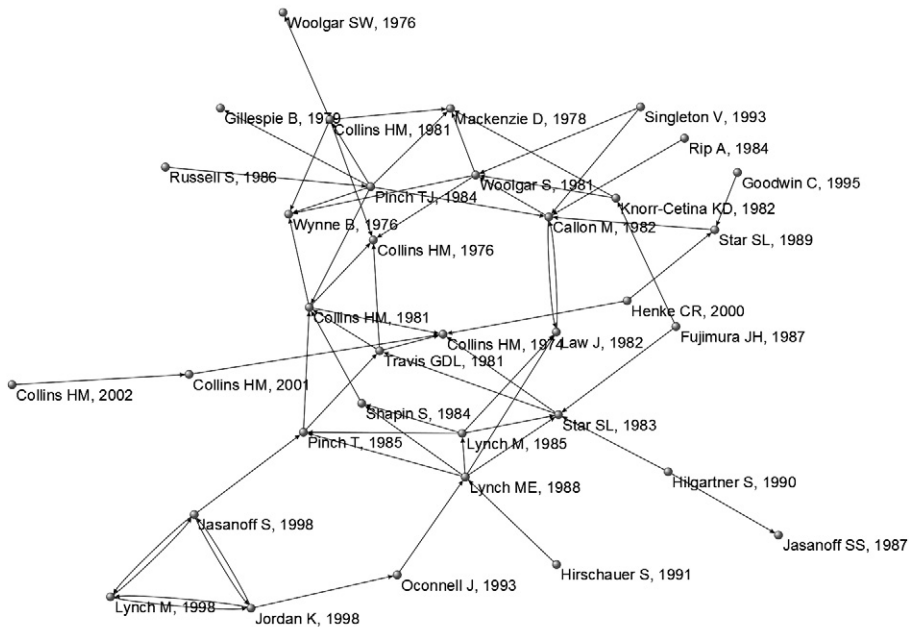 Woolgar SW, 1976
Gillespie B, 1979
Collins HM, 1981
Mackenzie D, 1978
Singleton V, 1993
Rip A, 1984
Russell S, 1986
Pinch TJ, 1984
Woolgar S, 1981
Goodwin C, 1995
Knorr-Cetina KD, 1982
Wynne B, 1976
Callon M, 1982
Collins HM, 1976
Star SL, 1989
Henke CR, 2000
Collins HM, 1981
Collins HM, 1974
Law J, 1982
Fujimura JH, 1987
Travis GDL, 1981
Collins HM, 2001
Collins HM, 2002
Shapin S, 1984
Star SL, 1983
Pinch T, 1985
Lynch M, 1985
Hilgartner S, 1990
Lynch ME, 1988
Jasanoff S, 1998
Jasanoff SS, 1987
Hirschauer S, 1991
Oconnell J, 1993
Lynch M, 1998
Jordan K, 1998